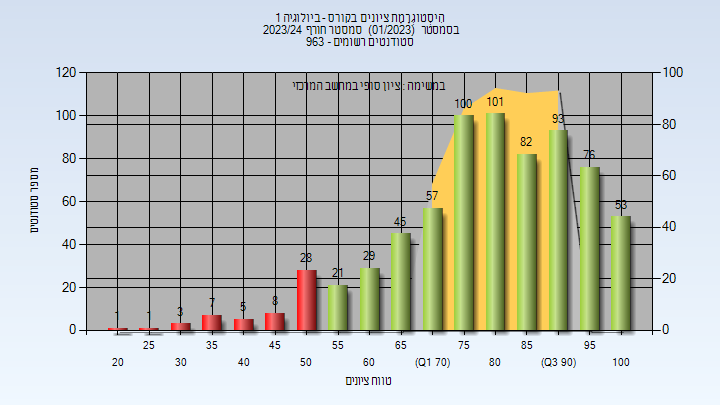 היסטוגרמת ציונים בקורס - ביולוגיה 1
בסמסטר (01/2023) סמסטר חורף 2023/24
סטודנטים רשומים - 963
במשימה : ציון סופי במחשב המרכזי
מספר סטודנטים
120 100 80 60 40 20 0
100 80 60 40 20 0
1 1 3 7 5 8 28 21 29 45 57 100 101 82 93 76 53
25 35 45 55 65 75 85 95
20 30 40 50 60 (Q1 70) 80 (Q3 90) 100
טווח ציונים